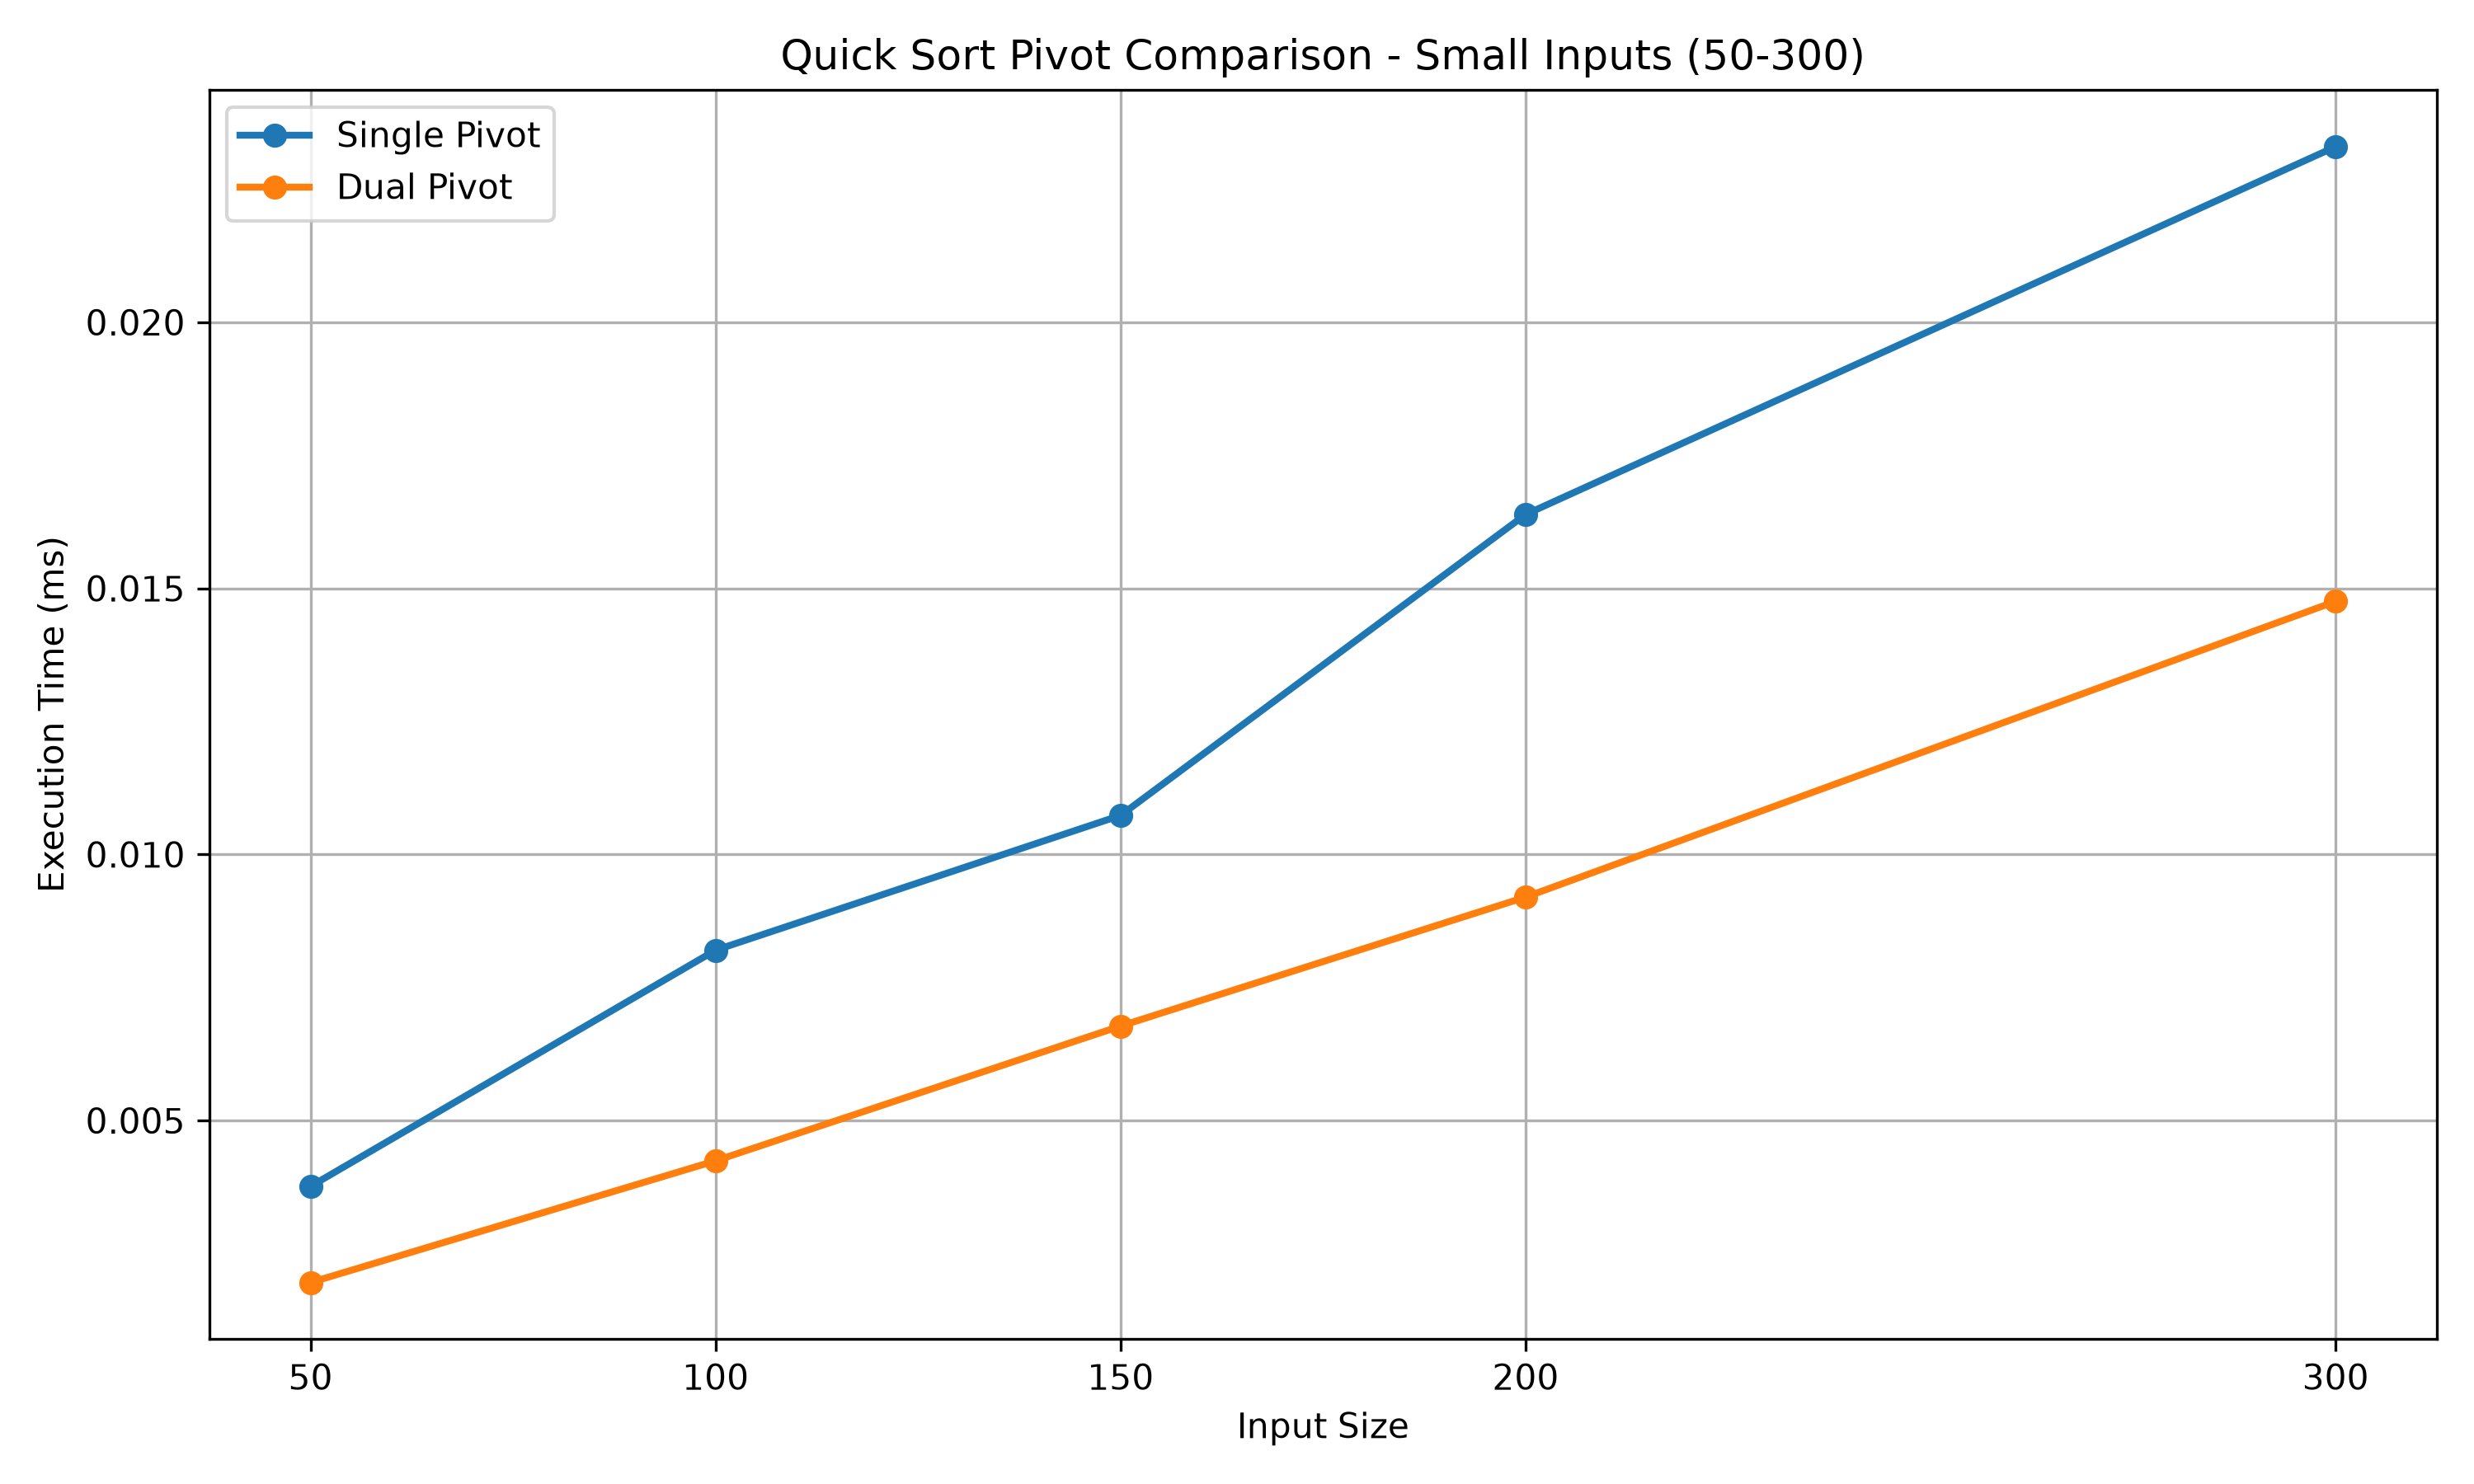 Quick Sort Pivot Comparison - Small Inputs (50-300)
Single Pivot
Dual Pivot
Execution Time (ms)
0.020
0.015
0.010
0.005
50 100 150 200 300
Input Size